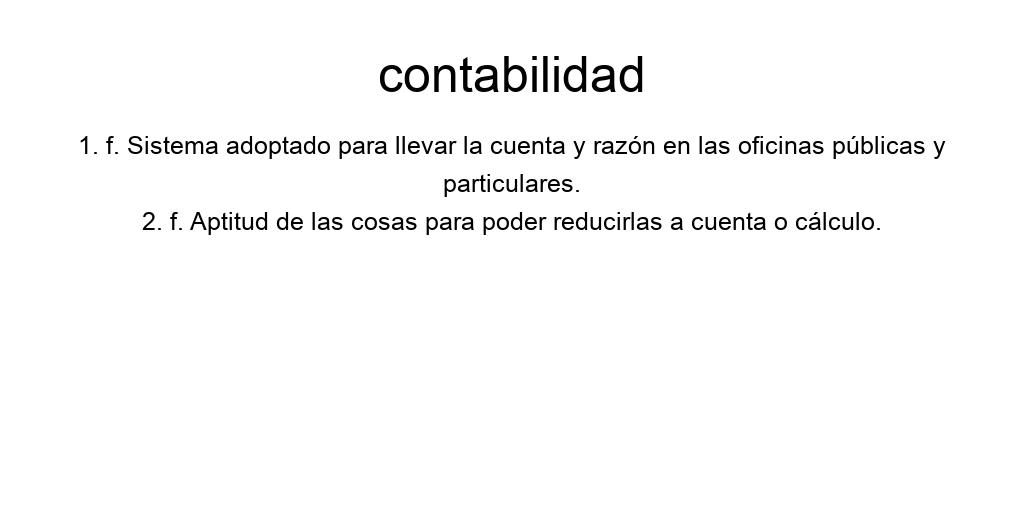 contabilidad
1. f. Sistema adoptado para llevar la cuenta y razón en las oficinas públicas y
particulares.
2. f. Aptitud de las cosas para poder reducirlas a cuenta o cálculo.